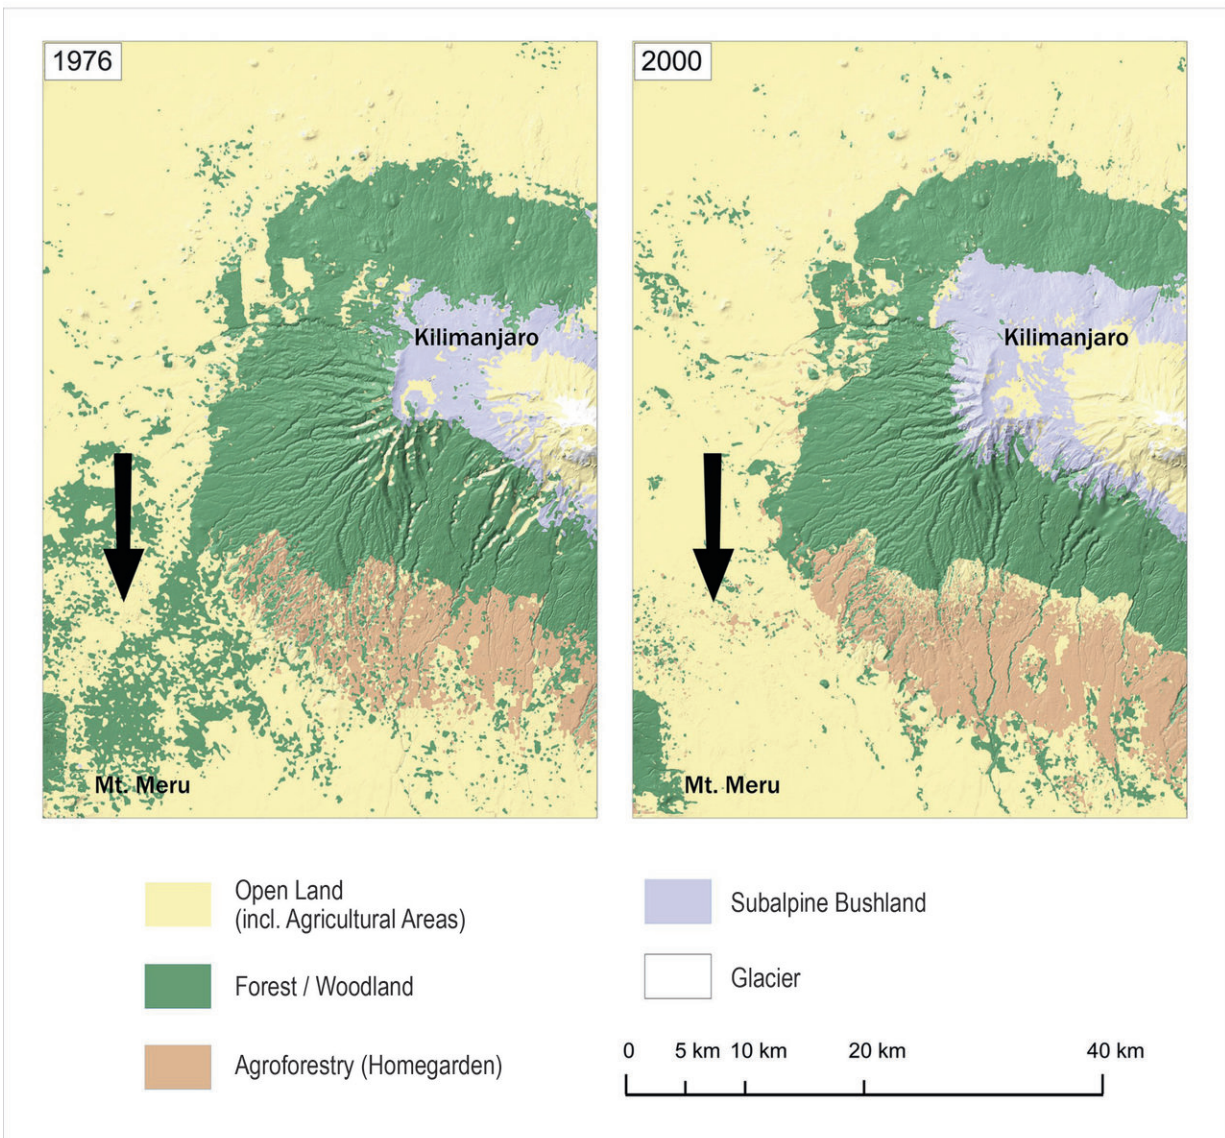 1976
2000
Kilimanjaro
Kilimanjaro
Mt. Meru
Mt. Meru
Open Land
(incl. Agricultural Areas)
Forest / Woodland
Agroforestry (Homegarden)
Subalpine Bushland
Glacier
0 5 km 10 km 20 km 40 km